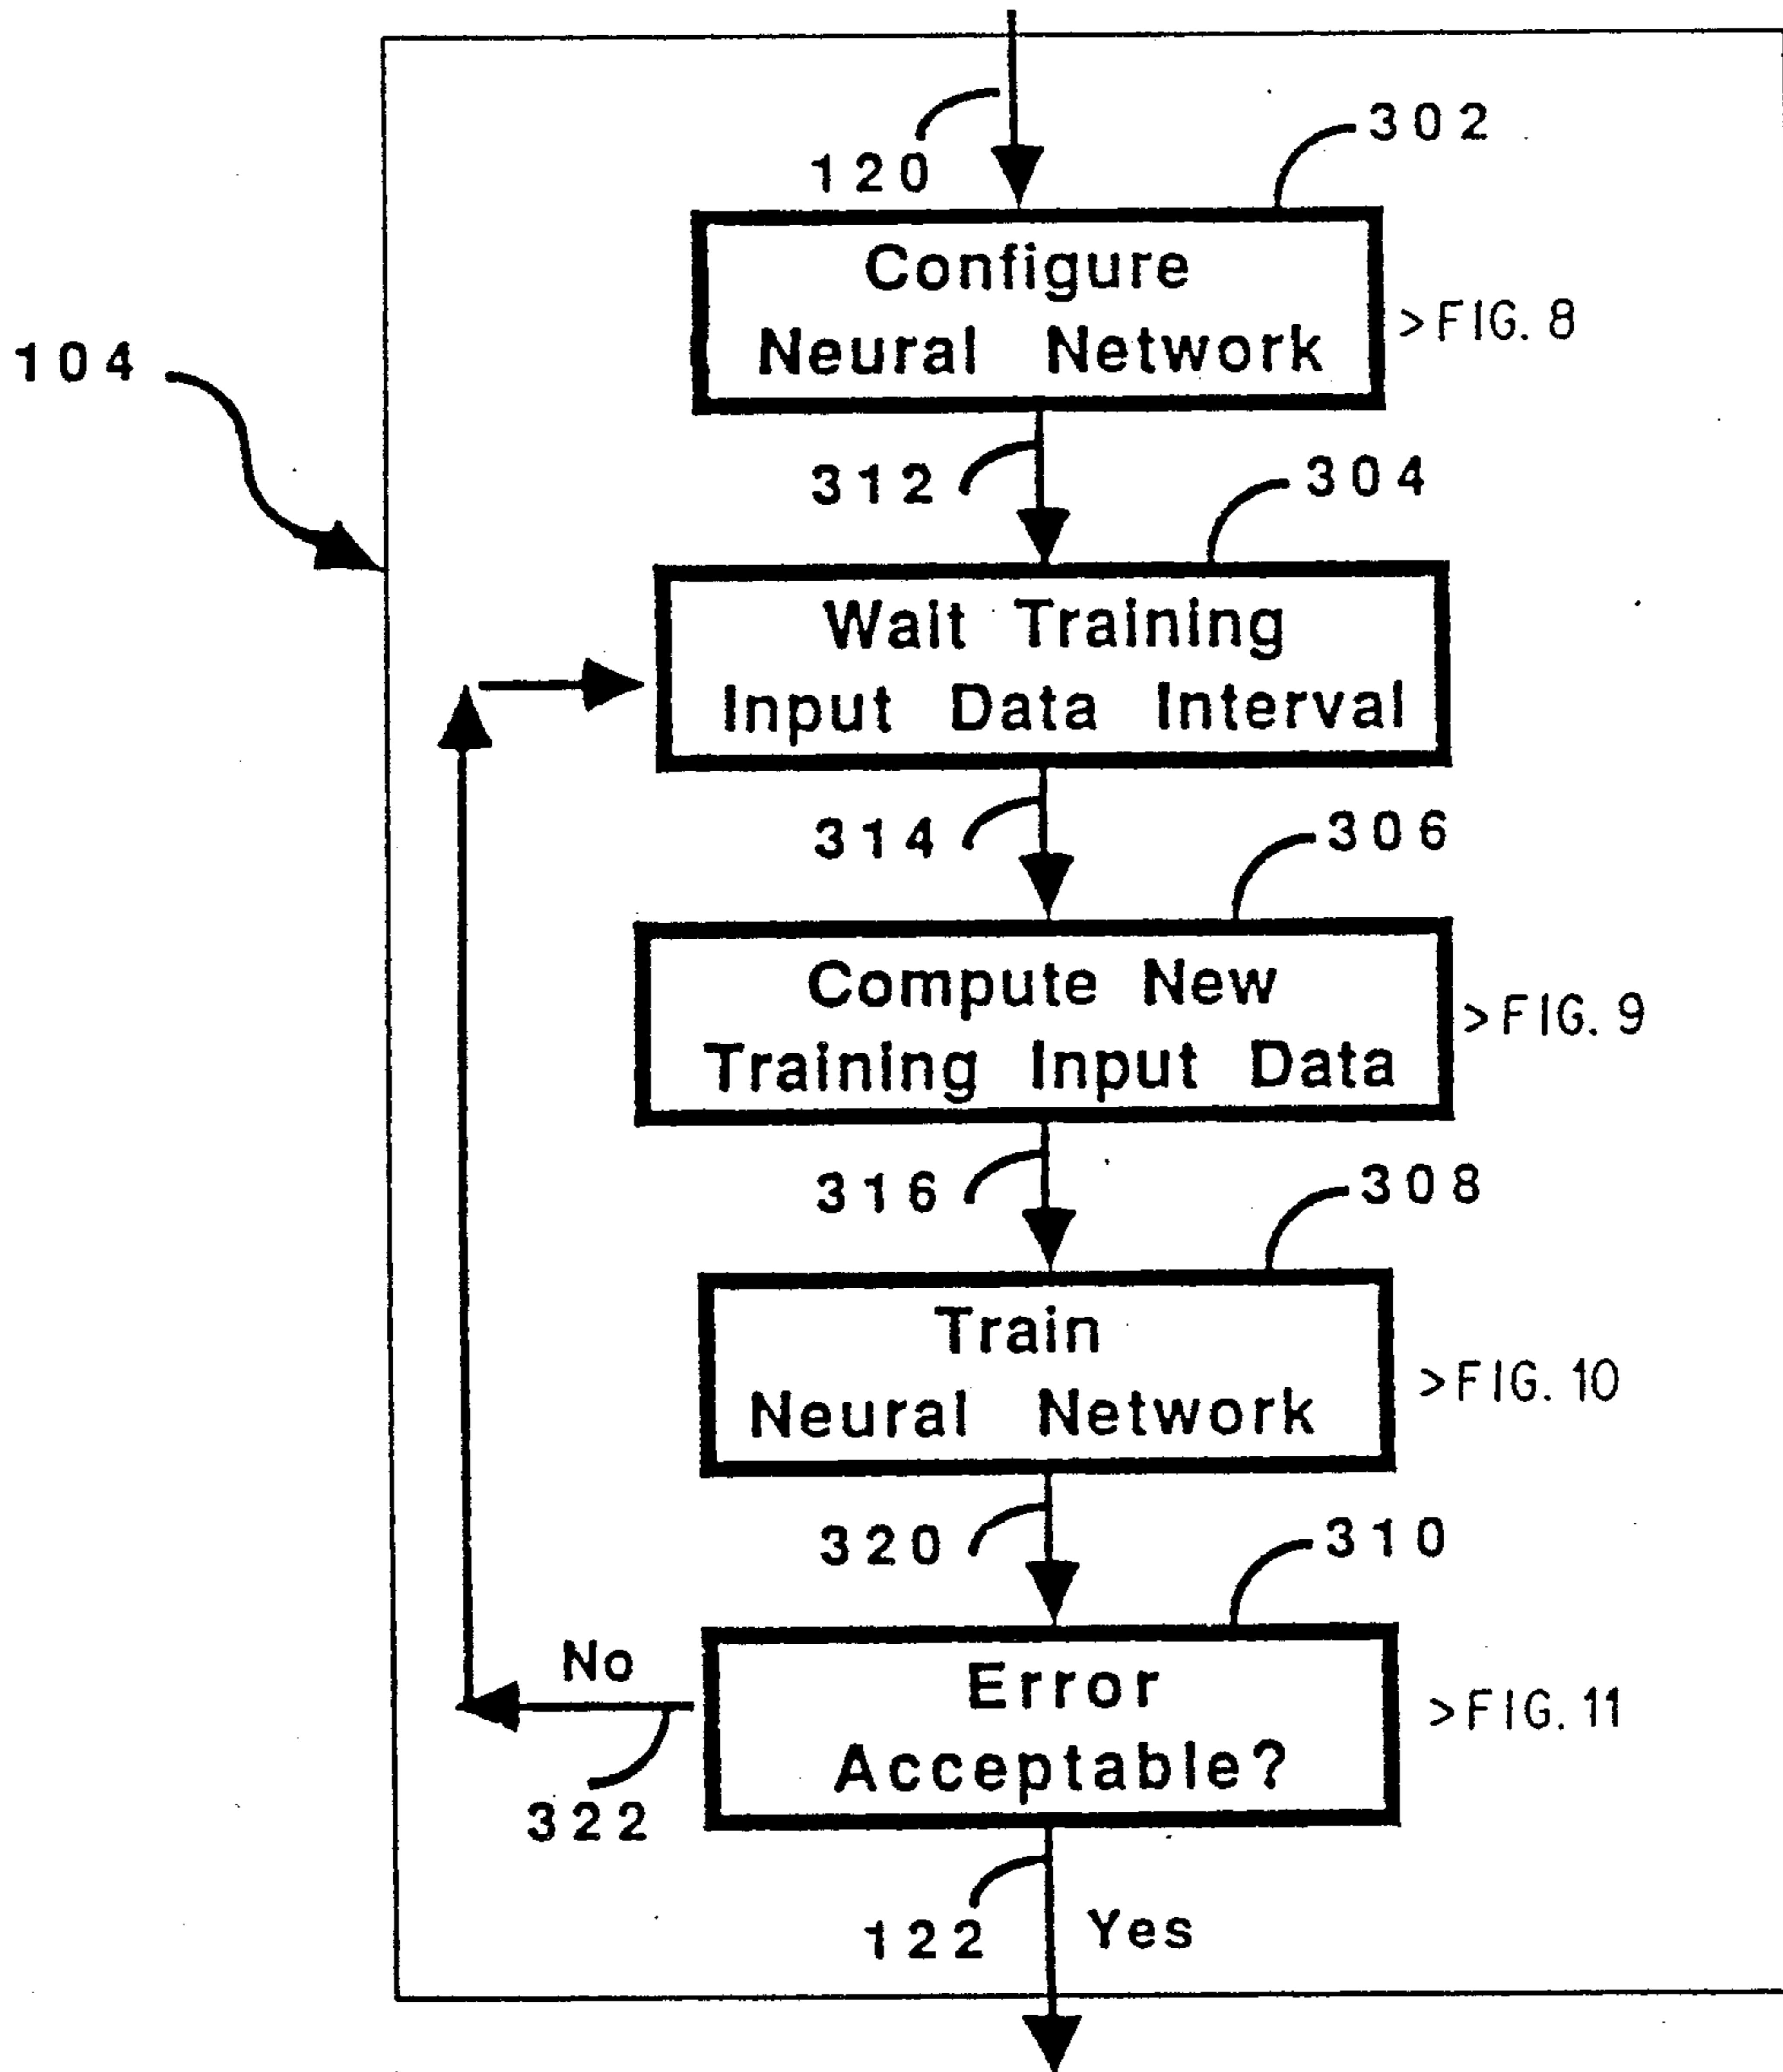 120
302
Configure
Neural Network
>FIG. 8
104
312
304
Wait Training
Input Data Interval
314
306
Compute New
Training Input Data
>FIG. 9
316
308
Train
Neural Network
>FIG. 10
320
310
No
Error
Acceptable?
>FIG. 11
322
122
Yes